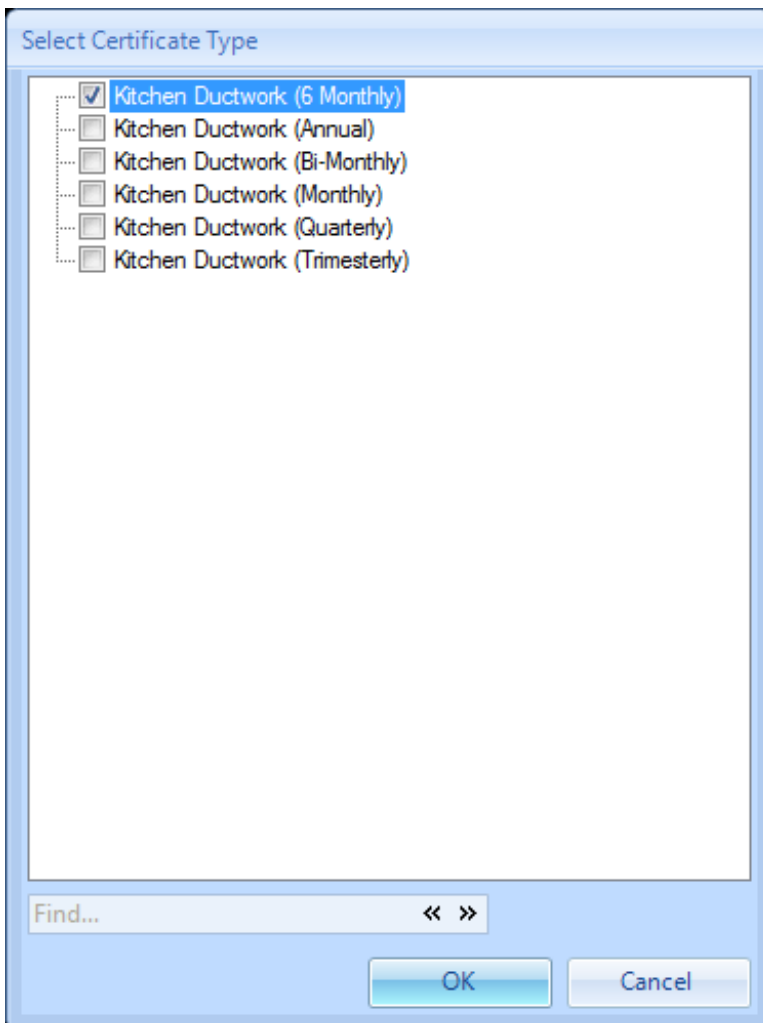 Select Certificate Type
Kitchen Ductwork (6 Monthly)
Kitchen Ductwork (Annual)
Kitchen Ductwork (Bi-Monthly)
Kitchen Ductwork (Monthly)
Kitchen Ductwork (Quarterly)
Kitchen Ductwork (Trimesterly)
Find... « »
OK Cancel